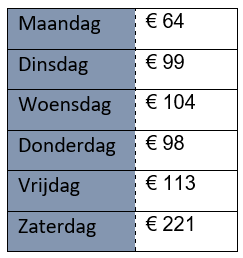 Maandag € 64
Dinsdag € 99
Woensdag € 104
Donderdag € 98
Vrijdag € 113
Zaterdag € 221